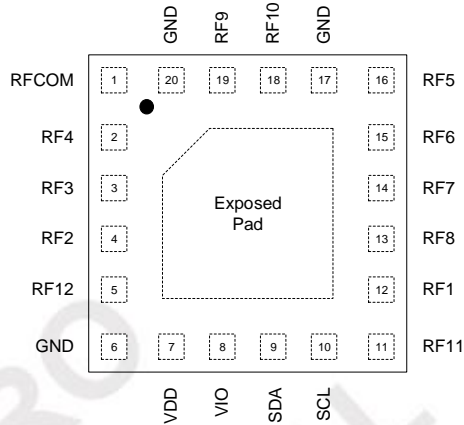 GND RF9 RF10 GND
RFCOM 1 20 19 18 17 16 RF5
RF4 2 15 RF6
RF3 3 14 RF7
Exposed
Pad
RF2 4 13 RF8
RF12 5 12 RF1
GND 6 7 8 9 10 11 RF11
VDD VIO SDA SCL